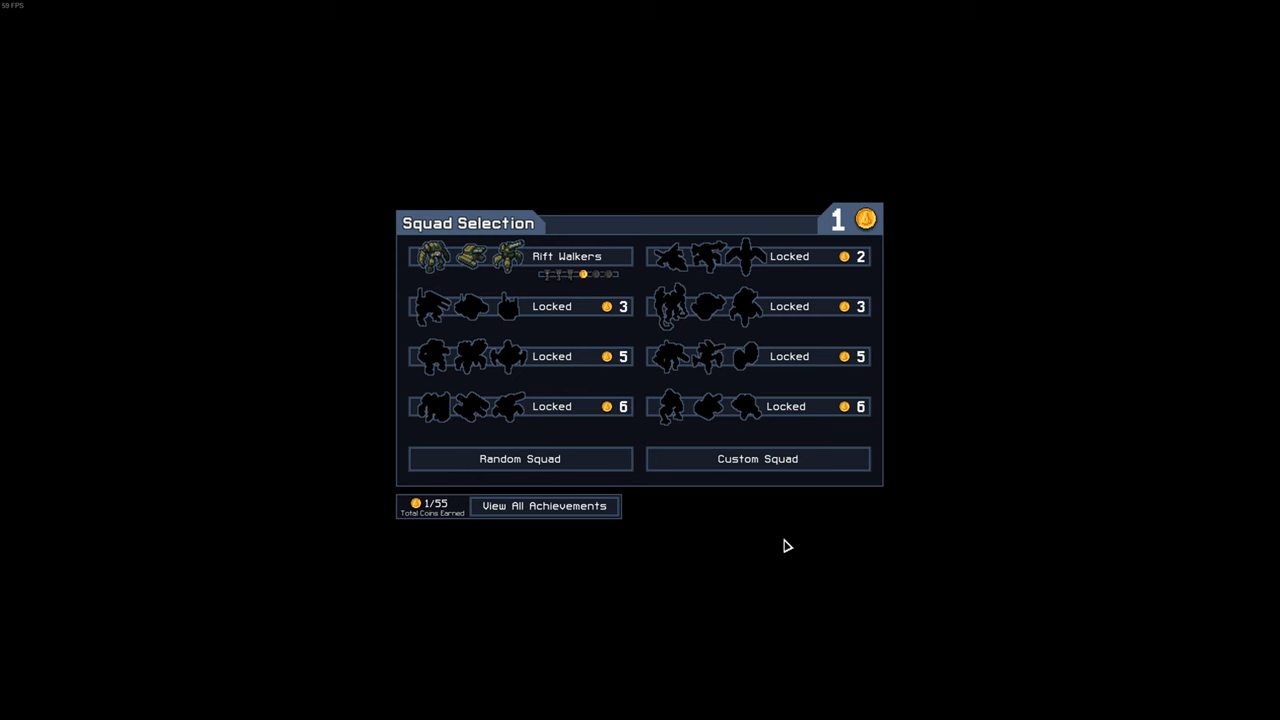 59 FPS
Squad Selection
1
Rift Walkers
Locked 2
Locked 3
Locked 3
Locked 5
Locked 5
Locked 6
Locked 6
Random Squad
Custom Squad
1/55
Total Coins Earned
View All Achievements